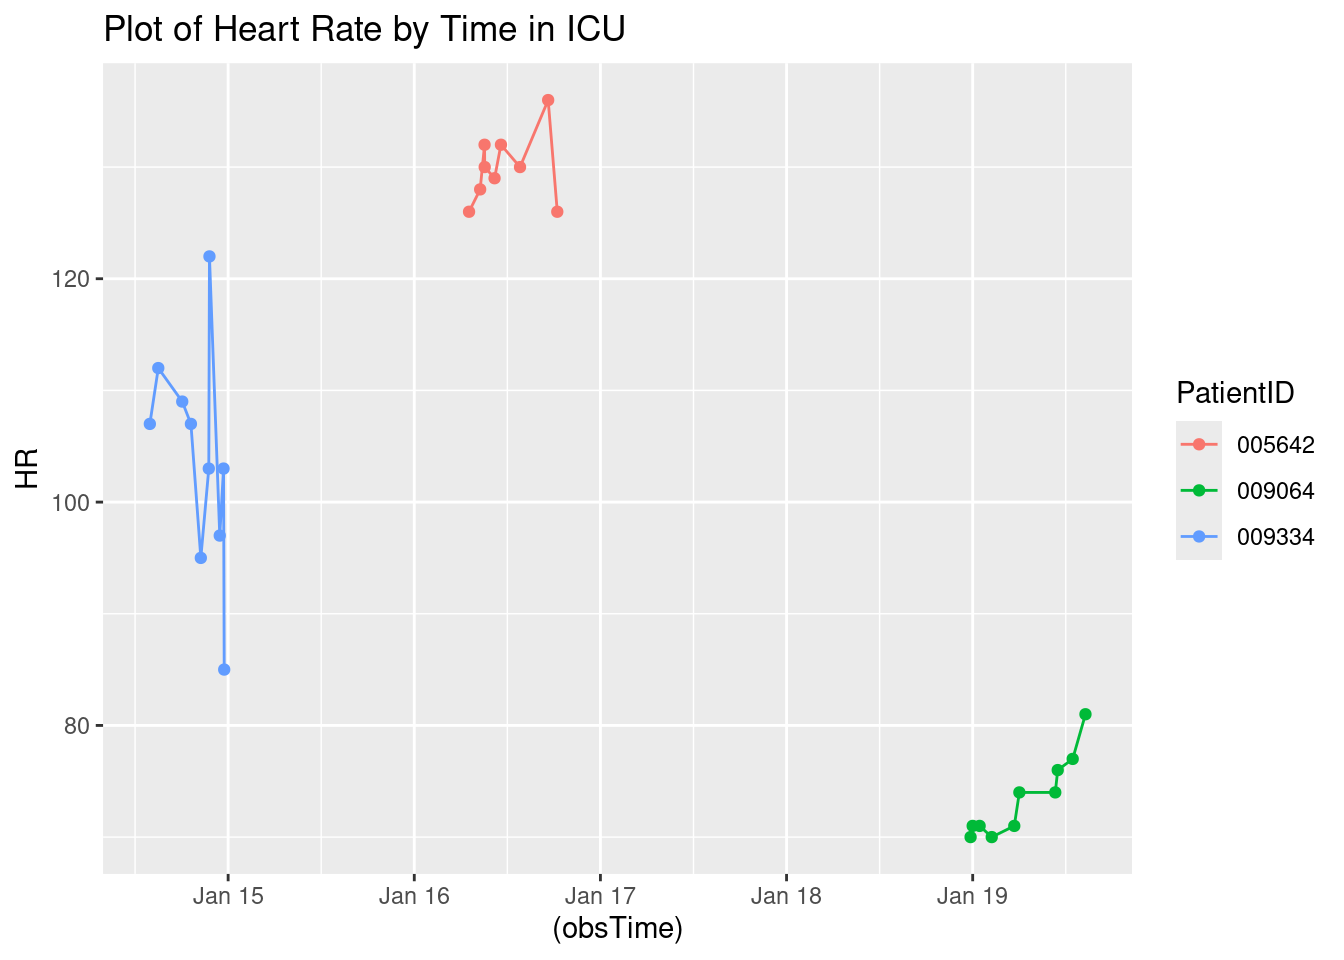 Plot of Heart Rate by Time in ICU
HR
120
100
80
Jan 15
Jan 16
Jan 17
Jan 18
Jan 19
(obsTime)
PatientID
005642
009064
009334